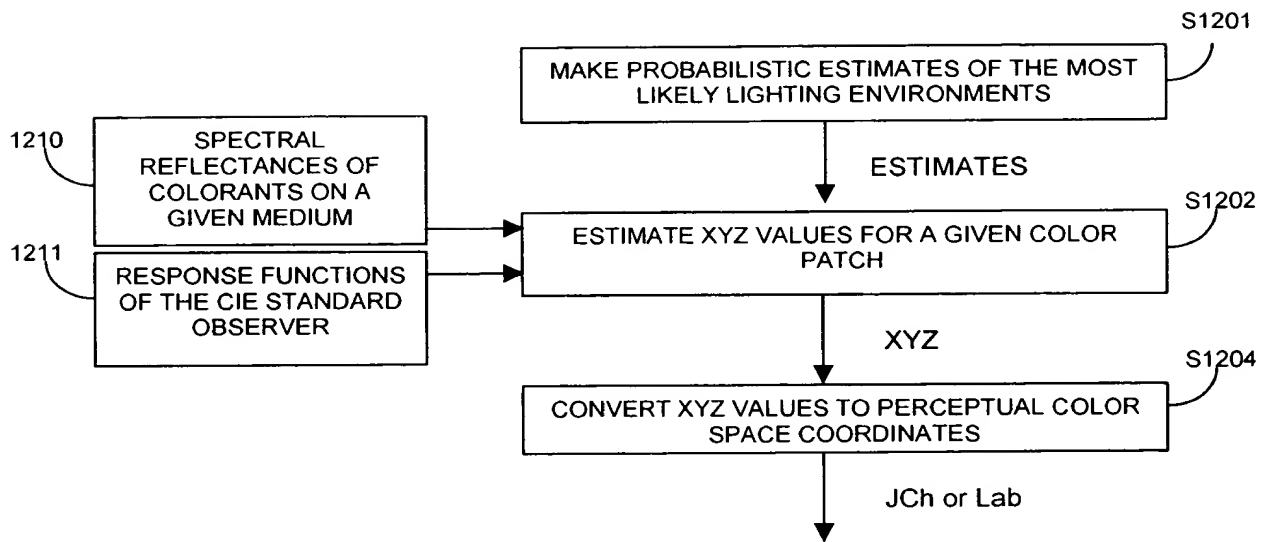 S1201
MAKE PROBABILISTIC ESTIMATES OF THE MOST
LIKELY LIGHTING ENVIRONMENTS
1210
SPECTRAL
REFLECTANCES OF
COLORANTS ON A
GIVEN MEDIUM
ESTIMATES
S1202
ESTIMATE XYZ VALUES FOR A GIVEN COLOR
PATCH
1211
RESPONSE FUNCTIONS
OF THE CIE STANDARD
OBSERVER
XYZ
S1204
CONVERT XYZ VALUES TO PERCEPTUAL COLOR
SPACE COORDINATES
JCh or Lab